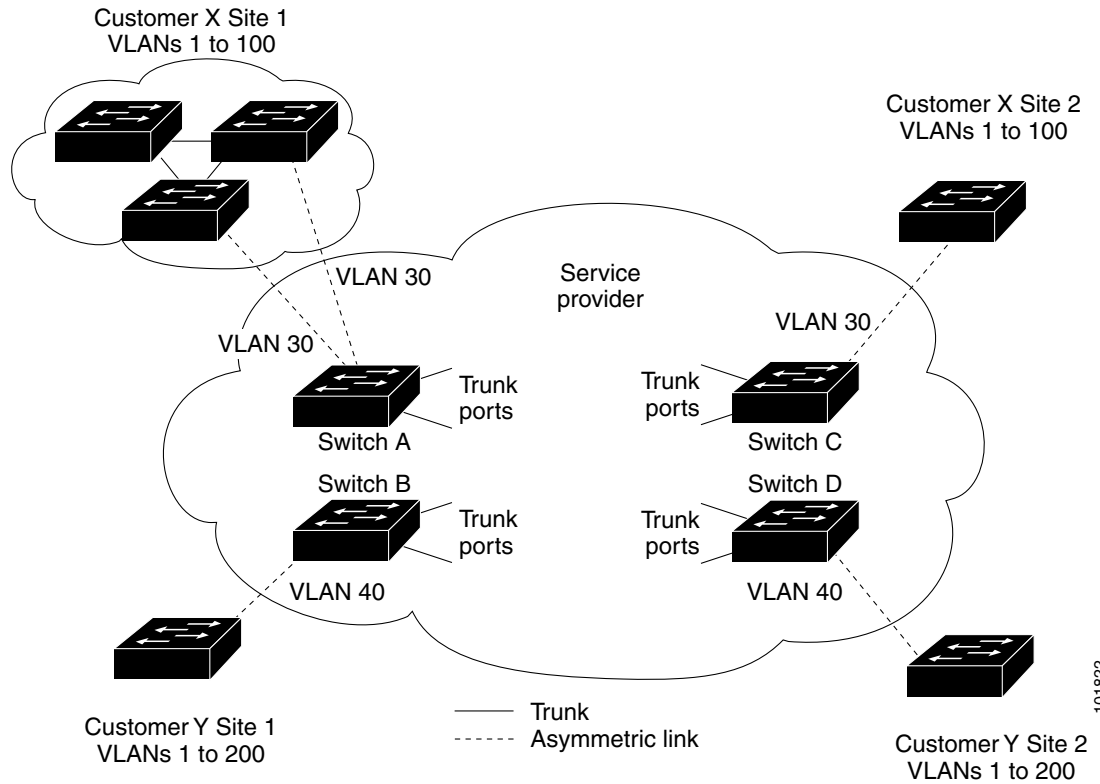 Customer X Site 1
VLANs 1 to 100
Customer X Site 2
VLANs 1 to 100
VLAN 30
Service
provider
VLAN 30
VLAN 30
Trunk
ports
Trunk
ports
Switch A
Switch C
Switch B
Switch D
Trunk
ports
Trunk
ports
VLAN 40
VLAN 40
Customer Y Site 1
VLANs 1 to 200
Trunk
Asymmetric link
Customer Y Site 2
VLANs 1 to 200
101822